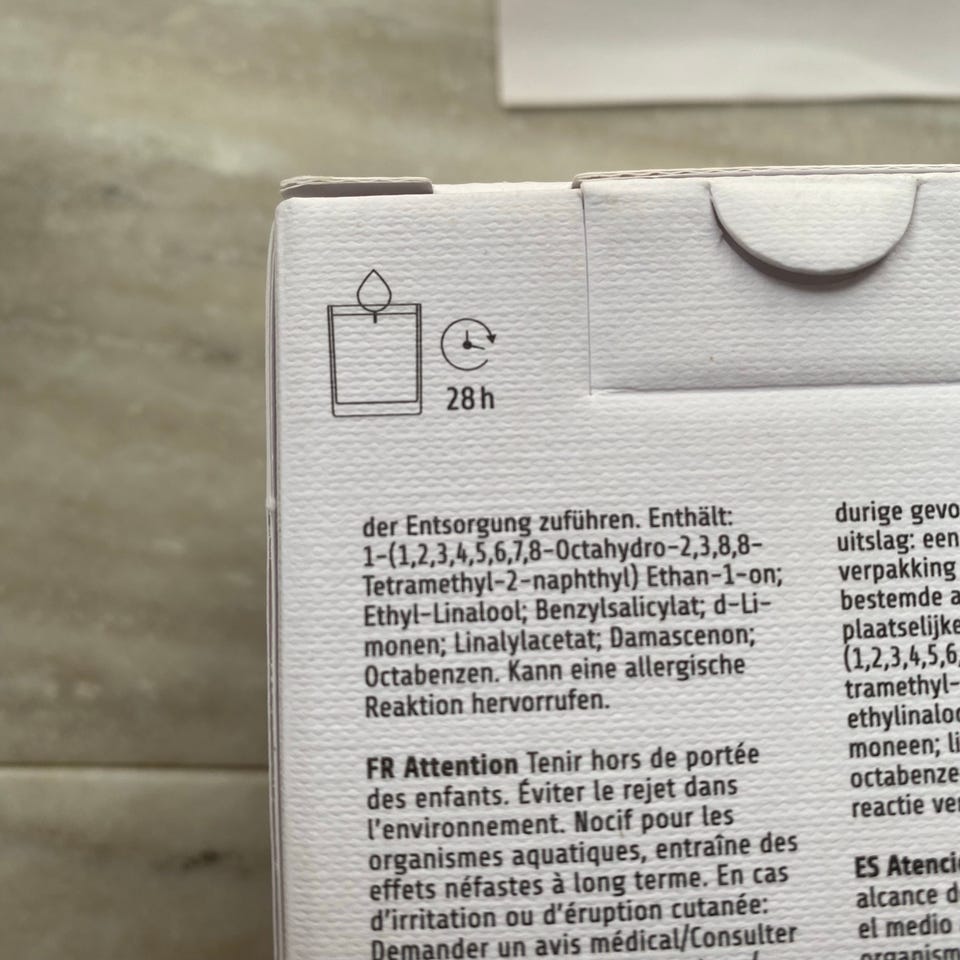 28 h
der Entsorgung zuführen. Enthält:
1-(1,2,3,4,5,6,7,8-Octahydro-2,3,8,8-
Tetramethyl-2-naphthyl) Ethan-1-on;
Ethyl-Linalool; Benzylsalicylat; d-Li-
monen; Linalylacetat; Damascenon;
Octabenzen. Kann eine allergische
Reaktion hervorrufen.
FR Attention Tenir hors de portée
des enfants. Éviter le rejet dans
l'environnement. Nocif pour les
organismes aquatiques, entraîne des
effets néfastes à long terme. En cas
d'irritation ou d'éruption cutanée:
Demander un avis médical/Consulter
durige gevo
uitslag: een
verpakking
bestemde a
plaatselijke
(1,2,3,4,5,6,
tramethyl-
ethylinaloo
moneen; li
octabenze
reactie ve
ES Atenci
alcance d
el medio
organism